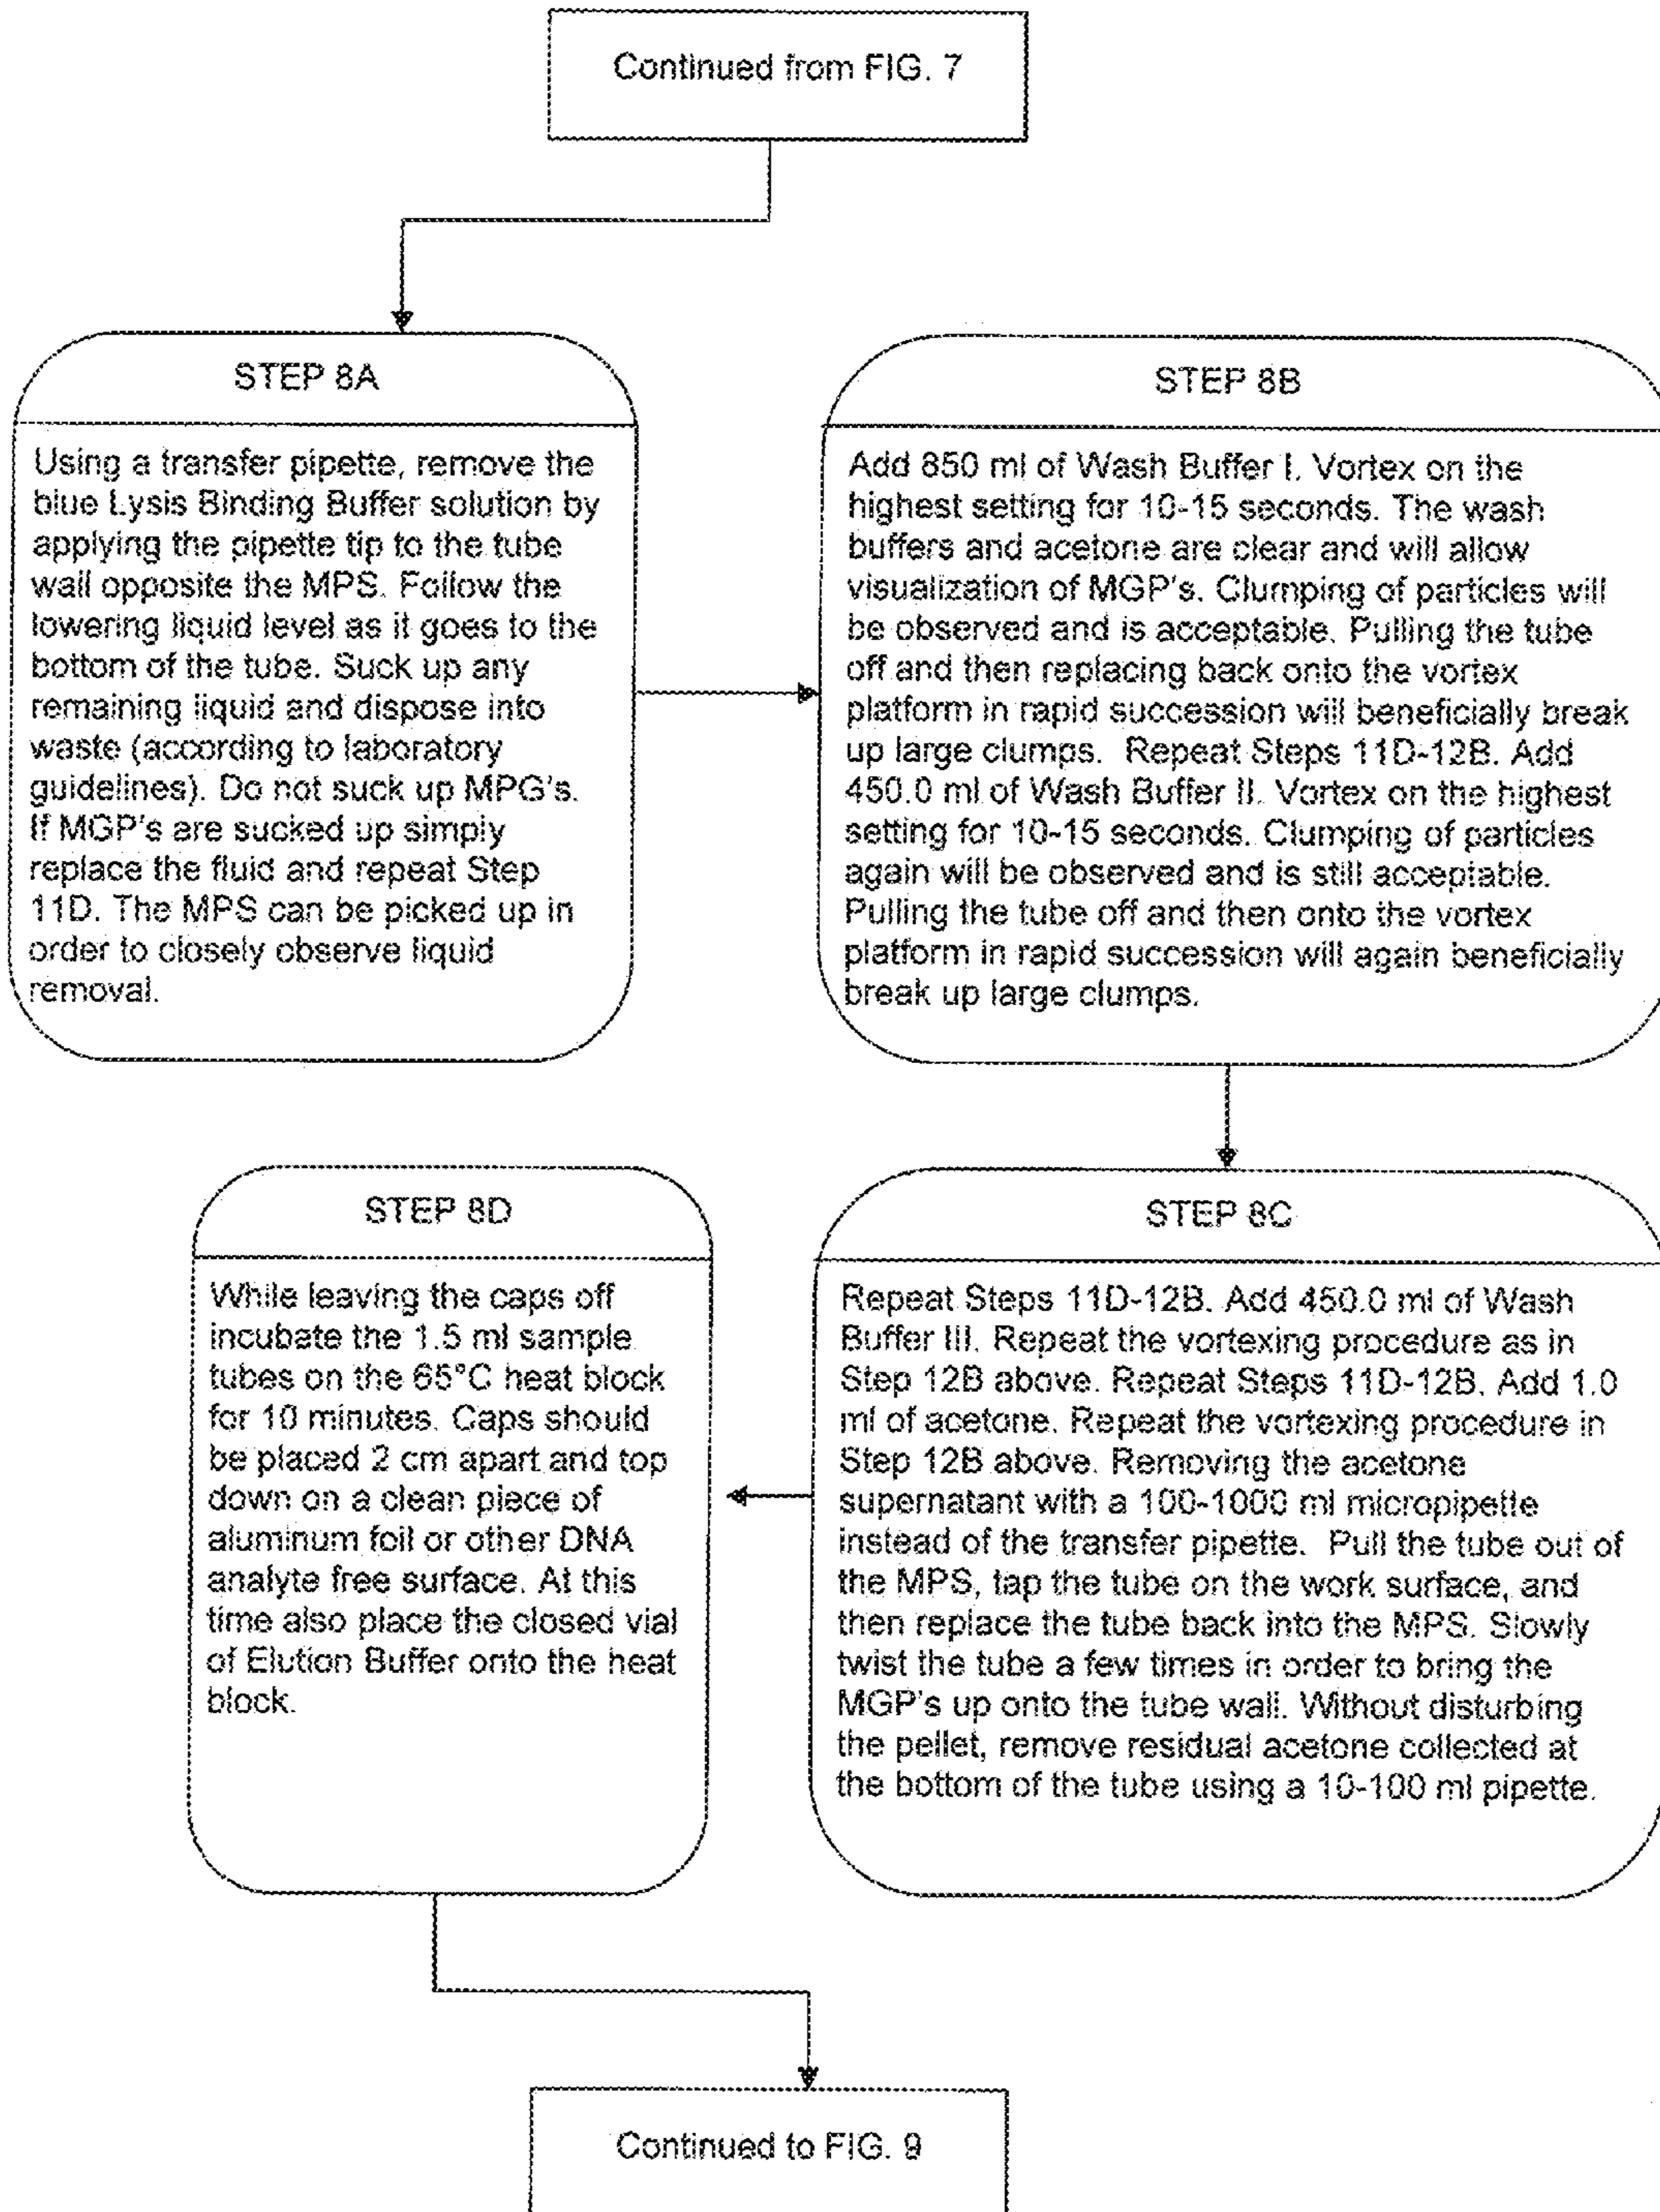 Continued from FIG. 7
STEP 8A
Using a transfer pipette, remove the
blue Lysis Binding Buffer solution by
applying the pipette tip to the tube
wall opposite the MPS. Follow the
lowering liquid level as it goes to the
bottom of the tube. Suck up any
remaining liquid and dispose into
waste (according to laboratory
guidelines). Do not suck up MPG's.
If MGP's are sucked up simply
replace the fluid and repeat Step
11D. The MPS can be picked up in
order to closely observe liquid
removal.
STEP 8B
Add 850 ml of Wash Buffer I. Vortex on the
highest setting for 10-15 seconds. The wash
buffers and acetone are clear and will allow
visualization of MGP's. Clumping of particles will
be observed and is acceptable. Pulling the tube
off and then replacing back onto the vortex
platform in rapid succession will beneficially break
up large clumps. Repeat Steps 11D-12B. Add
450.0 ml of Wash Buffer II. Vortex on the highest
setting for 10-15 seconds. Clumping of particles
again will be observed and is still acceptable.
Pulling the tube off and then onto the vortex
platform in rapid succession will again beneficially
break up large clumps.
STEP 8C
Repeat Steps 11D-12B. Add 450.0 ml of Wash
Buffer III. Repeat the vortexing procedure as in
Step 12B above. Repeat Steps 11D-12B. Add 1.0
ml of acetone. Repeat the vortexing procedure in
Step 12B above. Removing the acetone
supernatant with a 100-1000 ml micropipette
instead of the transfer pipette. Pull the tube out of
the MPS, tap the tube on the work surface, and
then replace the tube back into the MPS. Slowly
twist the tube a few times in order to bring the
MGP's up onto the tube wall. Without disturbing
the pellet, remove residual acetone collected at
the bottom of the tube using a 10-100 ml pipette.
STEP 8D
While leaving the caps off
incubate the 1.5 ml sample
tubes on the 65°C heat block
for 10 minutes. Caps should
be placed 2 cm apart and top
down on a clean piece of
aluminum foil or other DNA
analyte free surface. At this
time also place the closed vial
of Elution Buffer onto the heat
block.
Continued to FIG. 9